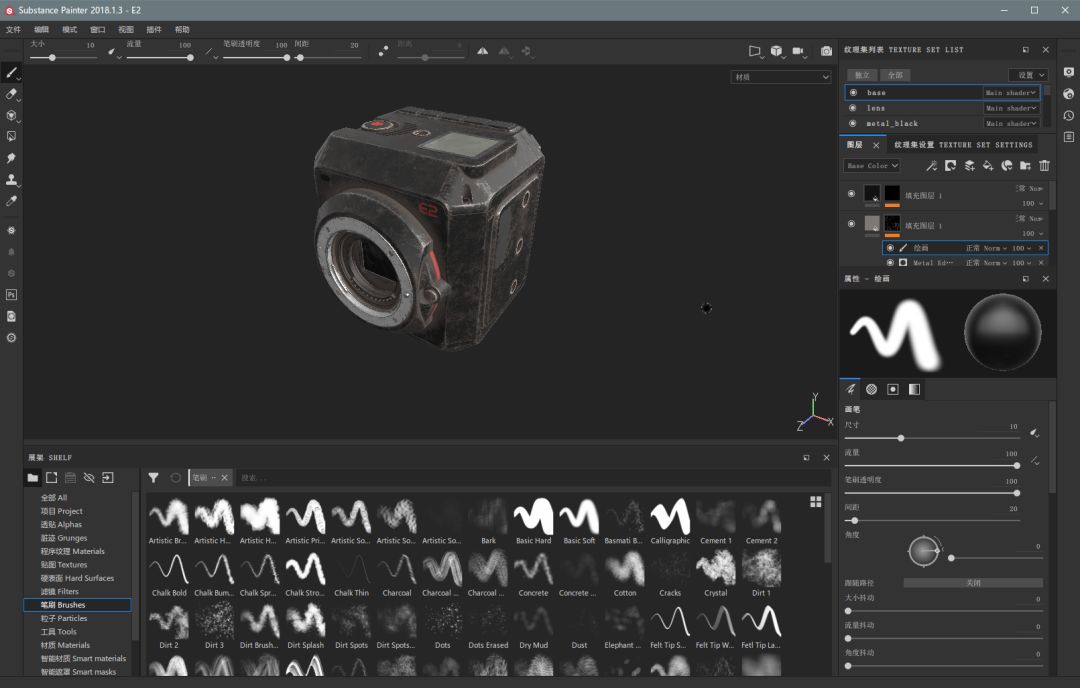 Substance Painter 2018.1.3 - E2
文件 编辑 模式 窗口 视图 插件 帮助
大小 10 流量 100 笔刷透明度 100 间距 20 距离 8
材质
E2
Y
Z X
纹理集列表 TEXTURE SET LIST
独立 全部 设置
base Main shader
lens Main shader
metal_black Main shader
图层 纹理集设置 TEXTURE SET SETTINGS
Base Color
填充图层 1 常 Nor
100
填充图层 1 常 Nor
100
绘画 正常 Norm 100
Metal Ed… 正常 Norm 100
属性 - 绘画
画笔
尺寸 10
流量 100
笔刷透明度 100
间距 20
角度 0
跟随路径 关闭
大小抖动 0
流量抖动 0
角度抖动 0
展架 SHELF
笔刷 搜索...
全部 All
项目 Project
透贴 Alphas
脏迹 Grunges
程序纹理 Materials
贴图 Textures
硬表面 Hard Surfaces
滤镜 Filters
笔刷 Brushes
粒子 Particles
工具 Tools
材质 Materials
智能材质 Smart materials
智能遮罩 Smart masks
Artistic Br... Artistic H... Artistic H... Artistic Pri... Artistic So... Artistic So... Artistic So... Bark Basic Hard Basic Soft Basmati B... Calligraphic Cement 1 Cement 2
Chalk Bold Chalk Bum... Chalk Spr... Chalk Stro... Chalk Thin Charcoal Charcoal ... Charcoal ... Concrete Concrete ... Cotton Cracks Crystal Dirt 1
Dirt 2 Dirt 3 Dirt Brush... Dirt Splash Dirt Spots Dirt Spots... Dots Dots Erased Dry Mud Dust Elephant ... Felt Tip S... Felt Tip W... Fetl Tip La...
Ps